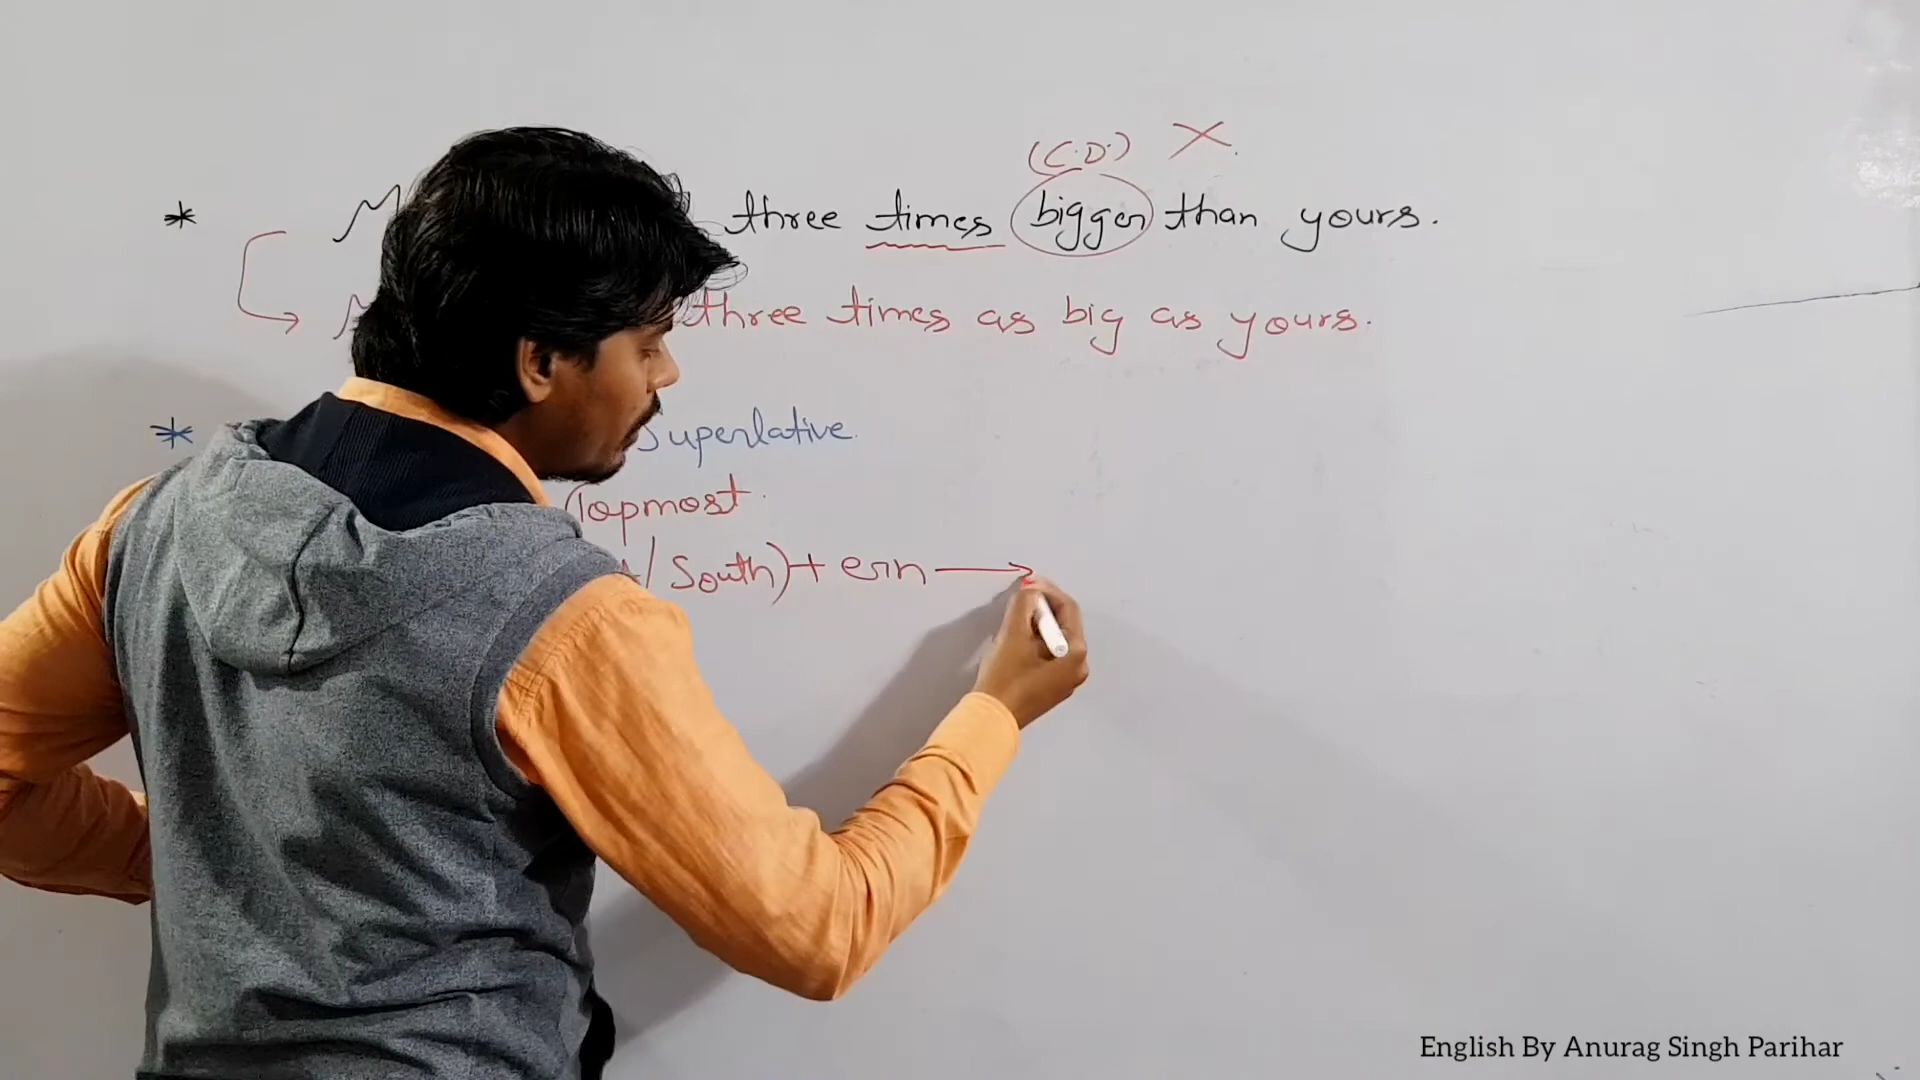 (C.D.) X
* three times bigger than yours.
three times as big as yours.
* Superlative
Topmost
/ South) + ern →
English By Anurag Singh Parihar